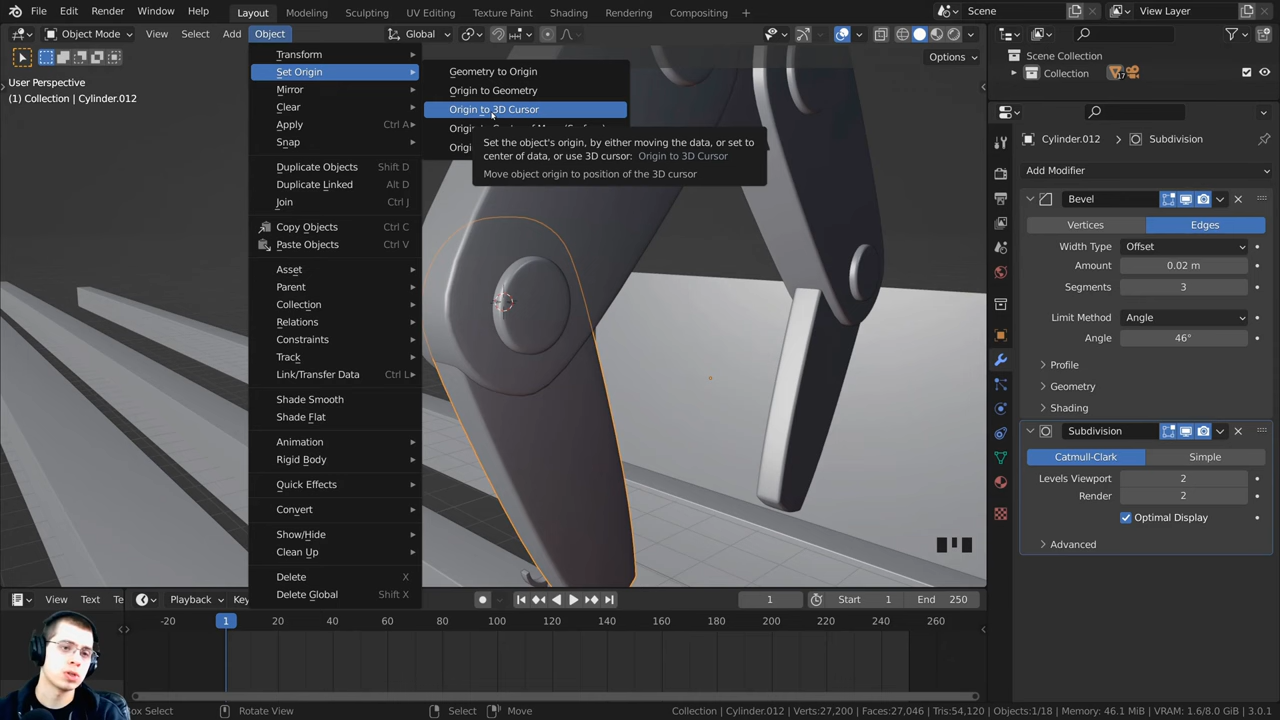 File Edit Render Window Help Layout Modeling Sculpting UV Editing Texture Paint Shading Rendering Compositing + Scene View Layer
Object Mode View Select Add Object Global
Options
User Perspective
(1) Collection | Cylinder.012
Transform
Set Origin
Mirror
Clear
Apply Ctrl A
Snap
Duplicate Objects Shift D
Duplicate Linked Alt D
Join Ctrl J
Copy Objects Ctrl C
Paste Objects Ctrl V
Asset
Parent
Collection
Relations
Constraints
Track
Link/Transfer Data Ctrl L
Shade Smooth
Shade Flat
Animation
Rigid Body
Quick Effects
Convert
Show/Hide
Clean Up
Delete X
Delete Global Shift X
Geometry to Origin
Origin to Geometry
Origin to 3D Cursor
Set the object's origin, by either moving the data, or set to
center of data, or use 3D cursor: Origin to 3D Cursor
Move object origin to position of the 3D cursor
Scene Collection
Collection 17
Cylinder.012 Subdivision
Add Modifier
Bevel
Vertices Edges
Width Type Offset
Amount 0.02 m
Segments 3
Limit Method Angle
Angle 46°
Profile
Geometry
Shading
Subdivision
Catmull-Clark Simple
Levels Viewport 2
Render 2
Optimal Display
Advanced
View Text Playback 1 Start 1 End 250
-20 1 20 40 60 80 100 120 140 160 180 200 220 240 260
Select Rotate View Select Move Collection | Cylinder.012 | Verts:27,200 | Faces:27,046 | Tris:54,120 | Objects:1/18 | Memory: 46.1 MiB | VRAM: 1.6/8.0 GiB | 3.0.1